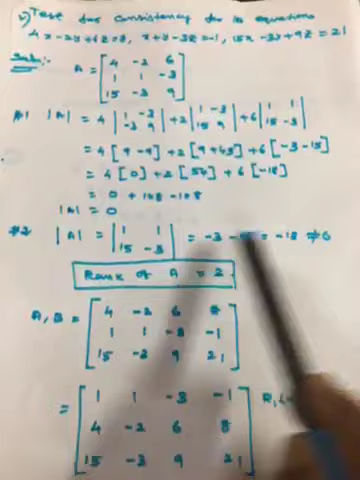 Test for consistency for in equations
4x - 2y + 6z = 8, x + y - 3z = -1, 15x - 3y + 9z = 21
Soln:-
A = [ 4 -2 6
1 1 -3
15 -3 9 ]
#1 |A| = 4 | 1 -3 | + 2 | 1 -3 | + 6 | 1 1 |
-3 9 15 9 15 -3
= 4 [9 - 9] + 2 [9 + 45] + 6 [-3 - 15]
= 4 [0] + 2 [54] + 6 [-18]
= 0 + 108 - 108
|A| = 0
#2 |A| = | 1 1 | = -3 = -18 ≠ 0
15 -3
Rank of A = 2
A, B = [ 4 -2 6 8
1 1 -3 -1
15 -3 9 21 ]
= [ 1 1 -3 -1 ] R1
4 -2 6 8
15 -3 9 21